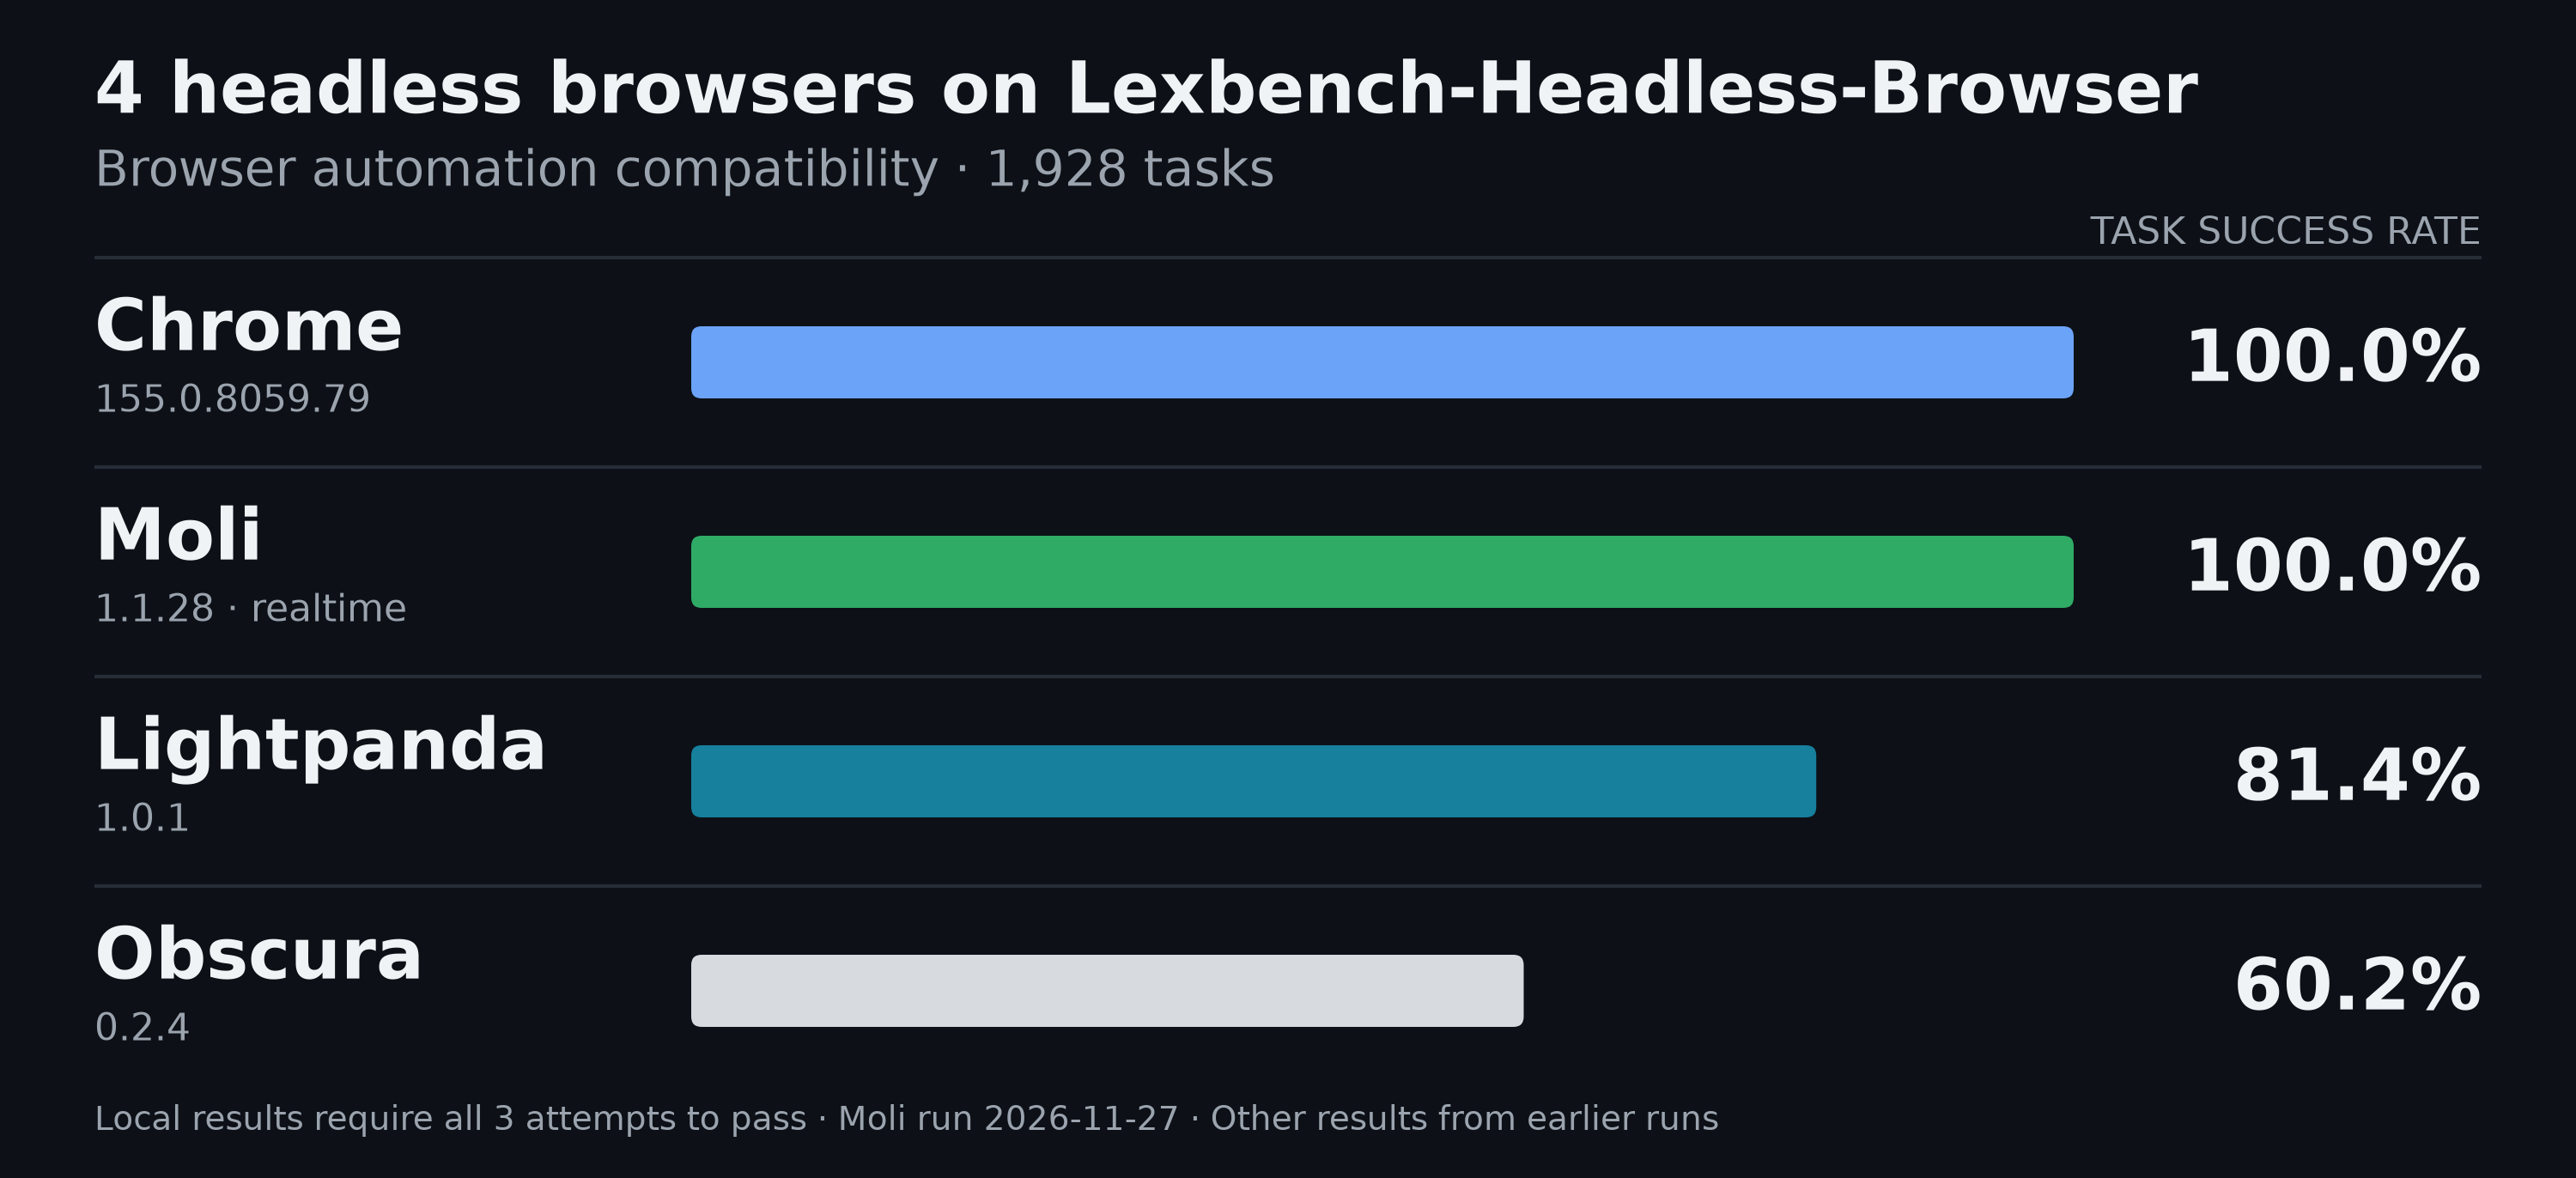 4 headless browsers on Lexbench-Headless-Browser
Browser automation compatibility · 1,928 tasks
TASK SUCCESS RATE
Chrome
155.0.8059.79
100.0%
Moli
1.1.28 · realtime
100.0%
Lightpanda
1.0.1
81.4%
Obscura
0.2.4
60.2%
Local results require all 3 attempts to pass · Moli run 2026-11-27 · Other results from earlier runs